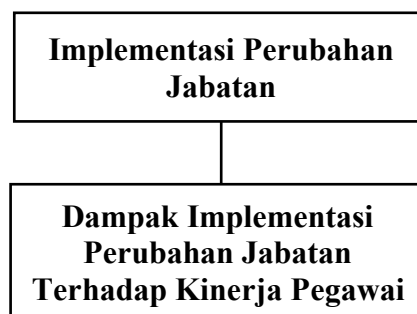 Implementasi Perubahan
Jabatan
Dampak Implementasi
Perubahan Jabatan
Terhadap Kinerja Pegawai